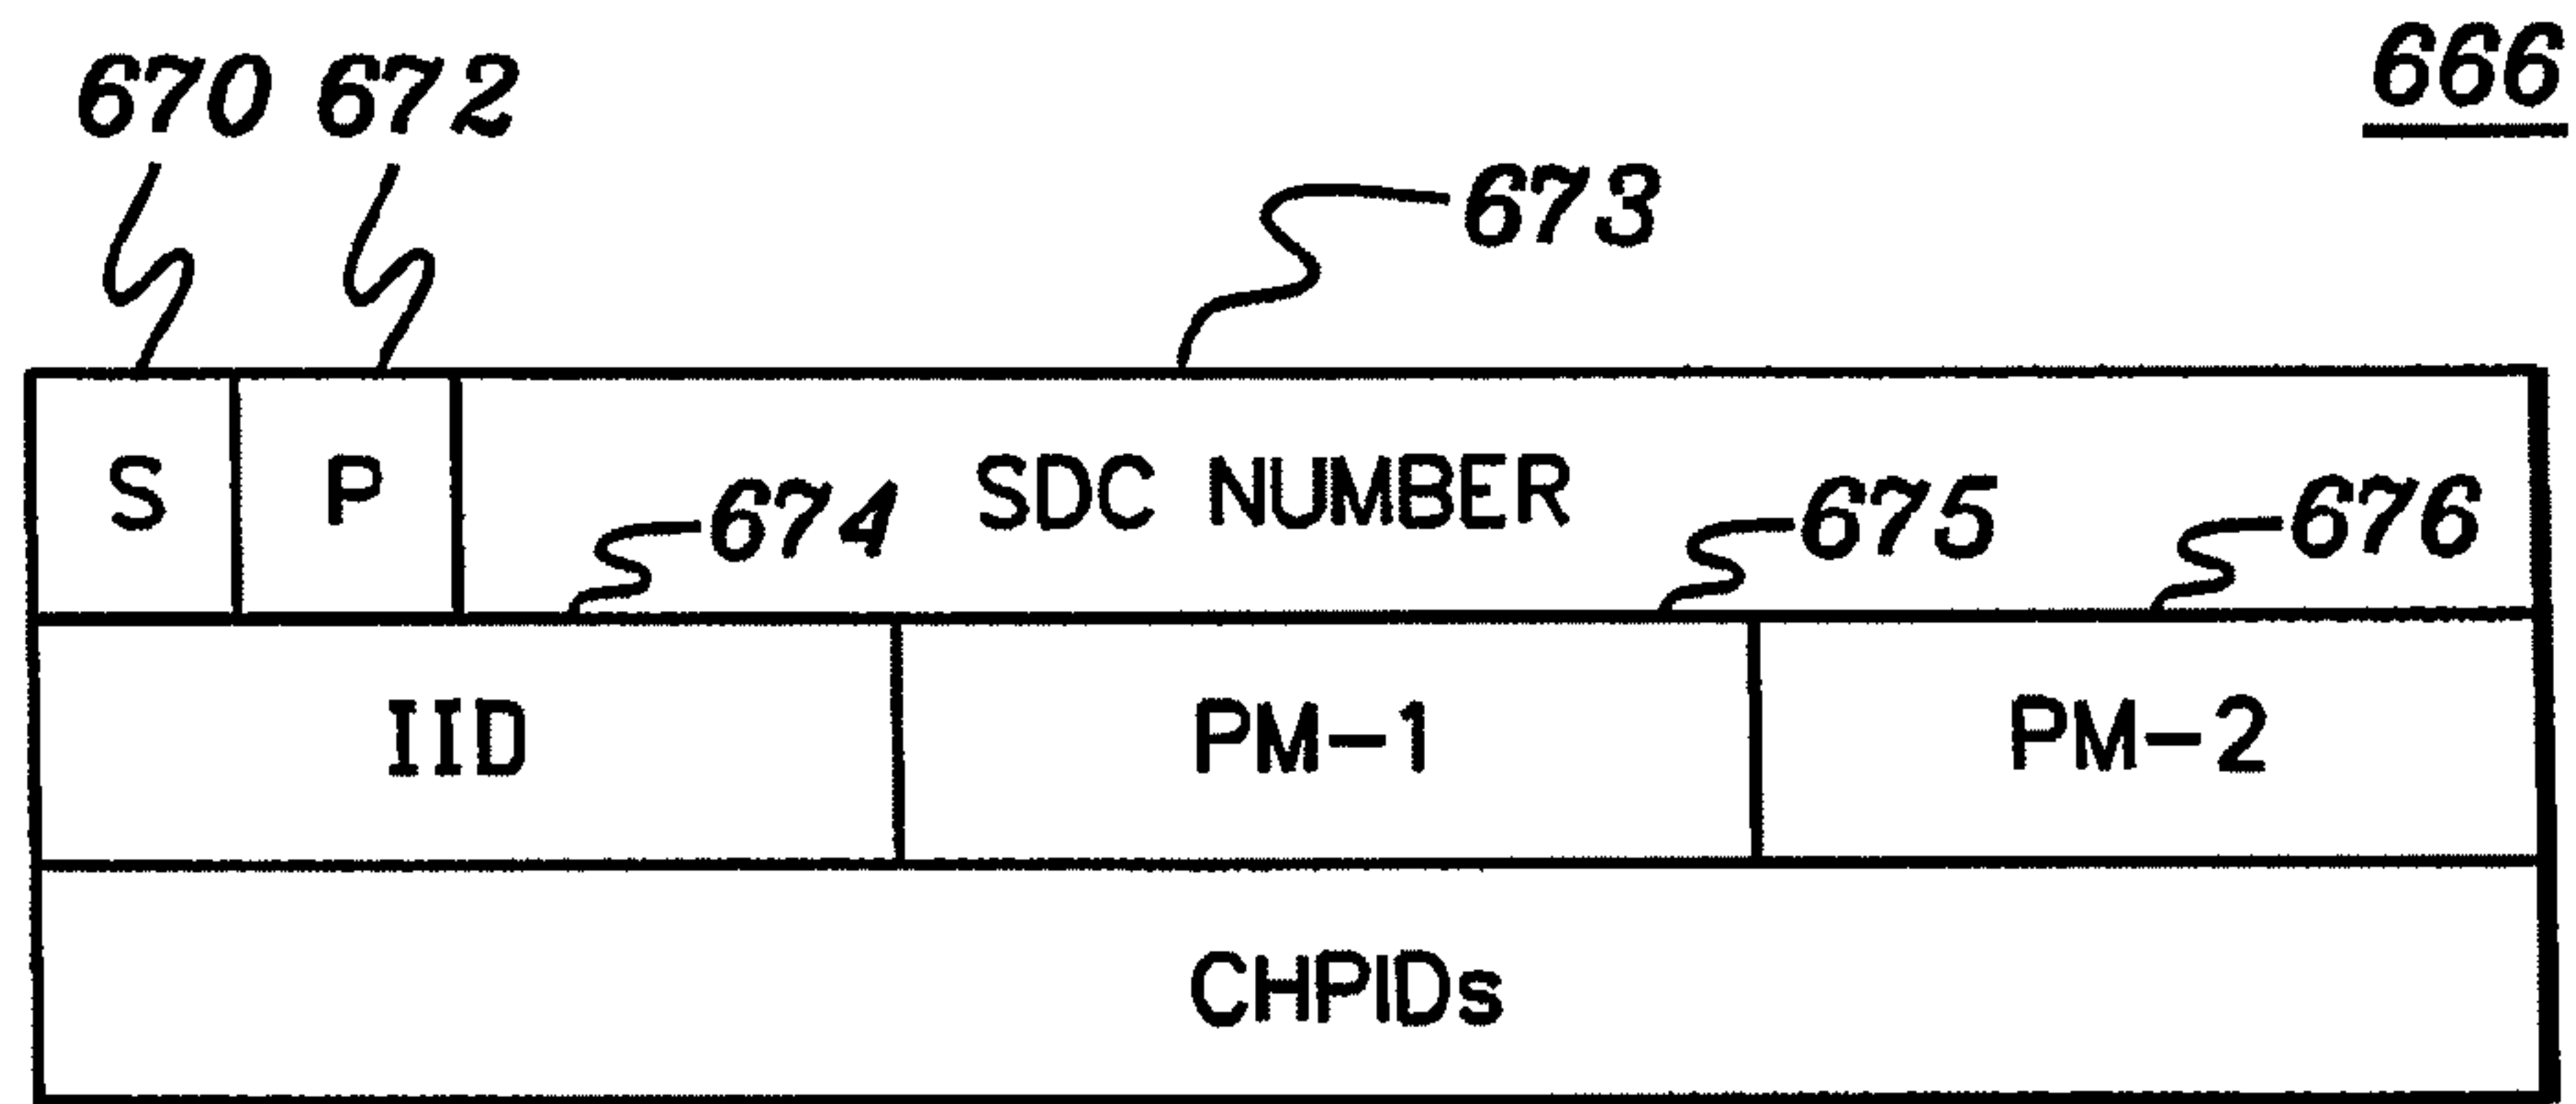 666
670 672
673
S P SDC NUMBER
674 675 676
IID PM-1 PM-2
CHPIDs